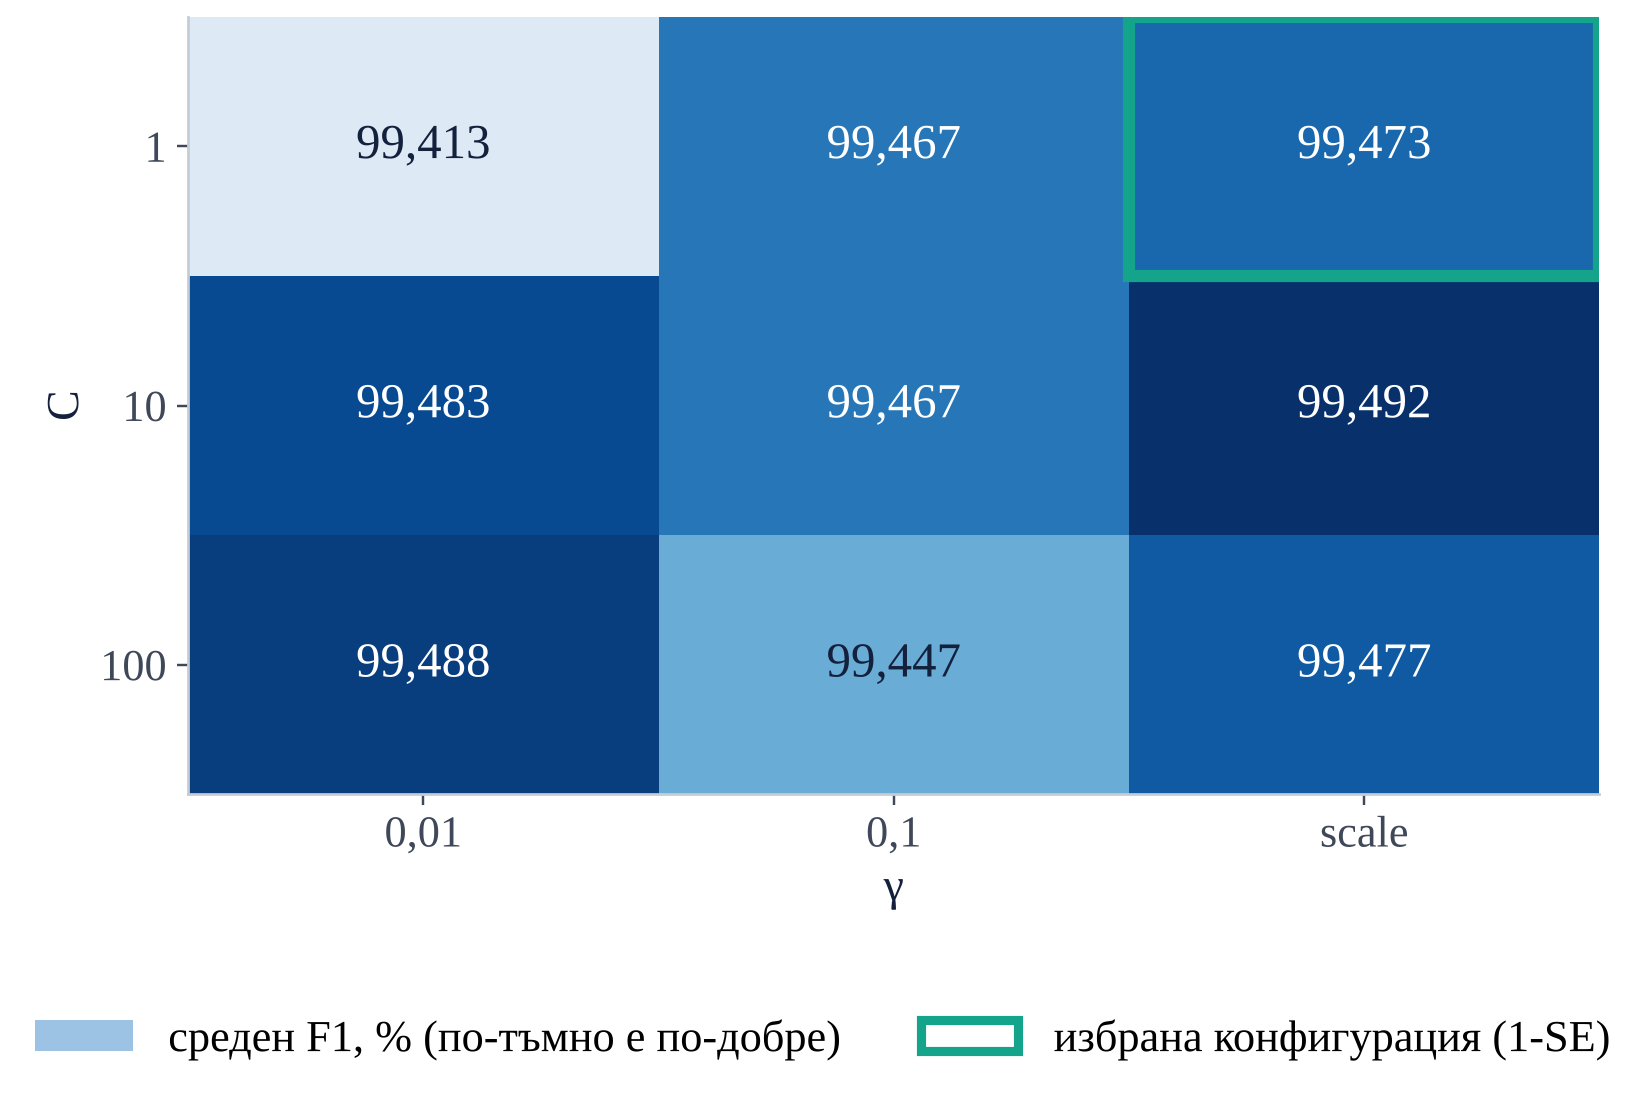 1 99,413 99,467 99,473
C 10 99,483 99,467 99,492
100 99,488 99,447 99,477
0,01 0,1 scale
γ
среден F1, % (по-тъмно е по-добре) избрана конфигурация (1-SE)